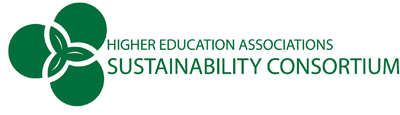 HIGHER EDUCATION ASSOCIATIONS
SUSTAINABILITY CONSORTIUM